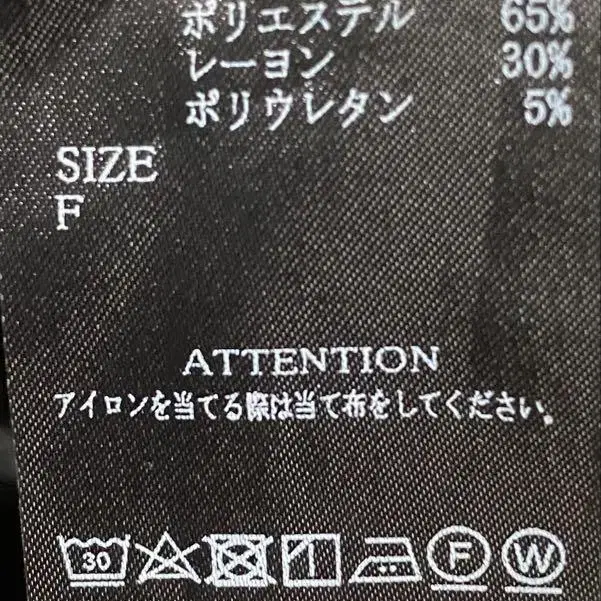 ポリエステル 65%
レーヨン 30%
ポリウレタン 5%
SIZE
F
ATTENTION
アイロンを当てる際は当て布をしてください。
30 F W